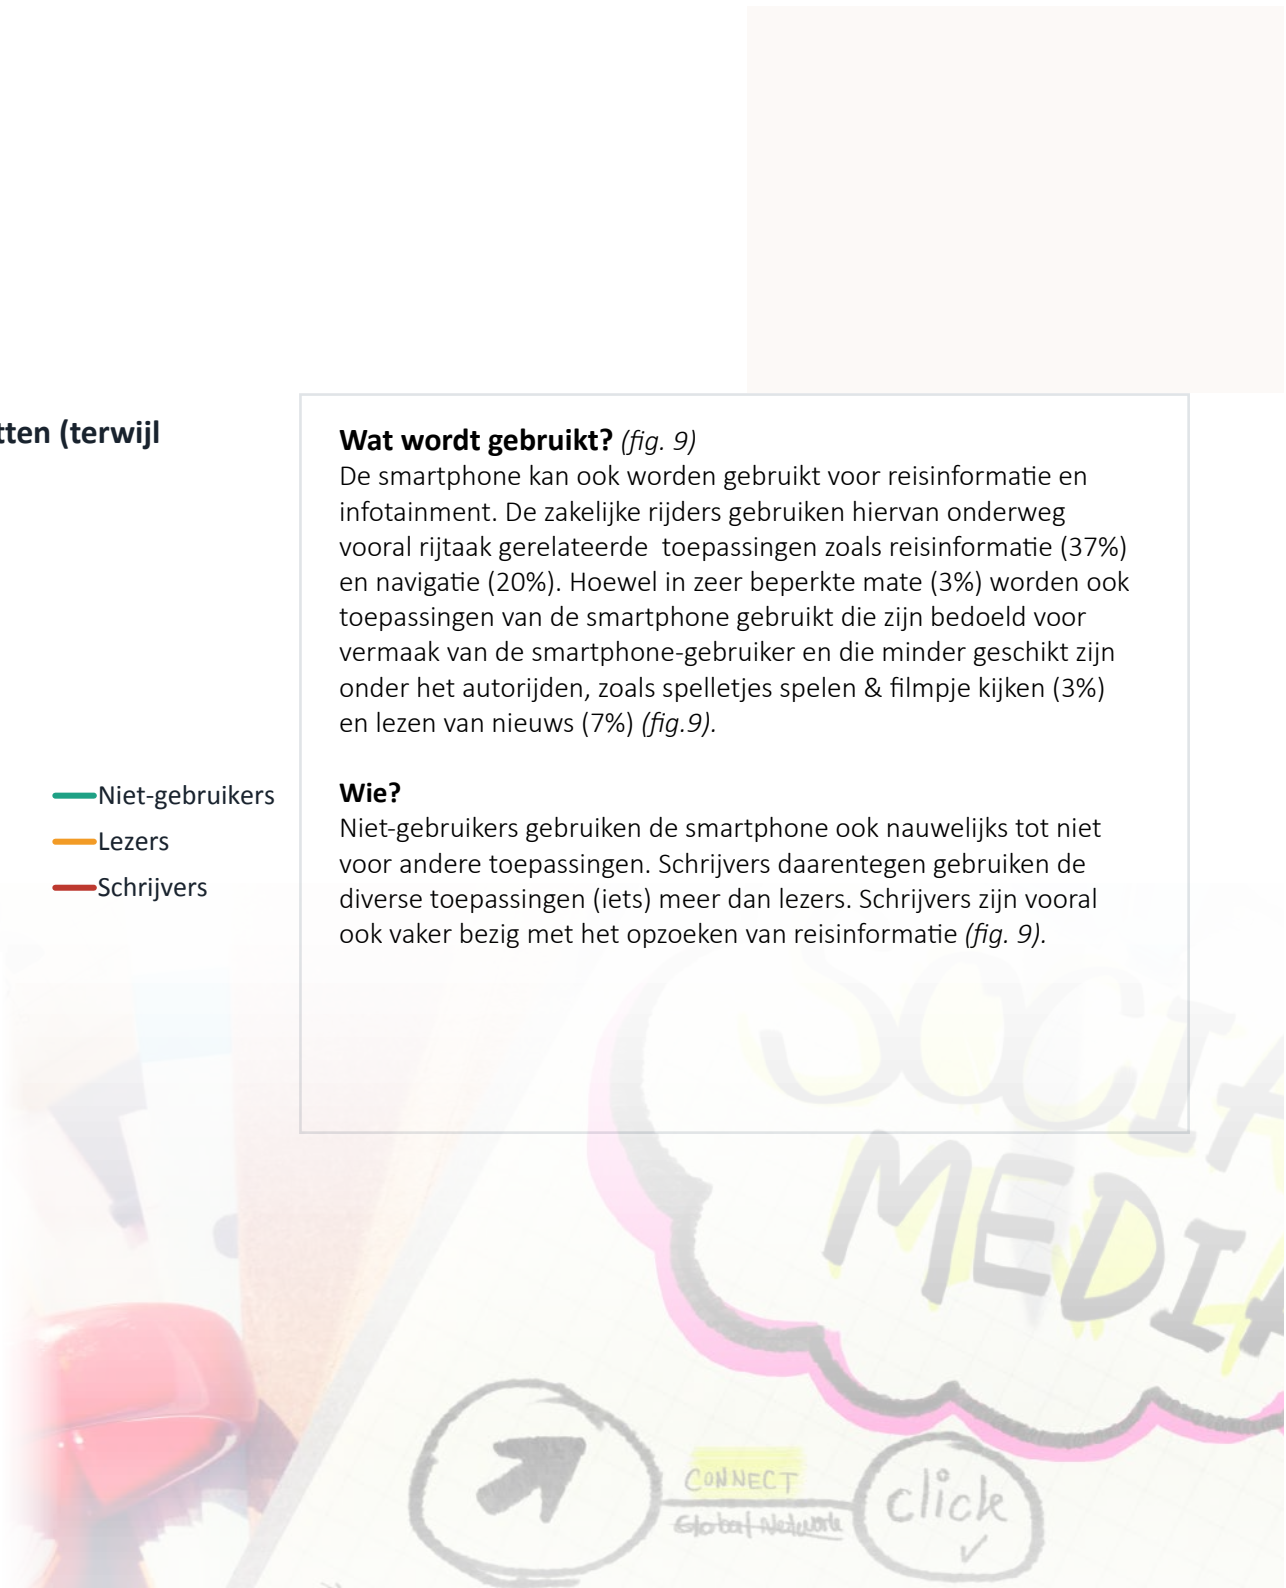 tten (terwijl
Wat wordt gebruikt? (fig. 9)
De smartphone kan ook worden gebruikt voor reisinformatie en
infotainment. De zakelijke rijders gebruiken hiervan onderweg
vooral rijtaak gerelateerde  toepassingen zoals reisinformatie (37%)
en navigatie (20%). Hoewel in zeer beperkte mate (3%) worden ook
toepassingen van de smartphone gebruikt die zijn bedoeld voor
vermaak van de smartphone-gebruiker en die minder geschikt zijn
onder het autorijden, zoals spelletjes spelen & filmpje kijken (3%)
en lezen van nieuws (7%) (fig.9).
Niet-gebruikers
Lezers
Schrijvers
Wie?
Niet-gebruikers gebruiken de smartphone ook nauwelijks tot niet
voor andere toepassingen. Schrijvers daarentegen gebruiken de
diverse toepassingen (iets) meer dan lezers. Schrijvers zijn vooral
ook vaker bezig met het opzoeken van reisinformatie (fig. 9).
SOCIA
MEDIA
CONNECT
Global Network
click